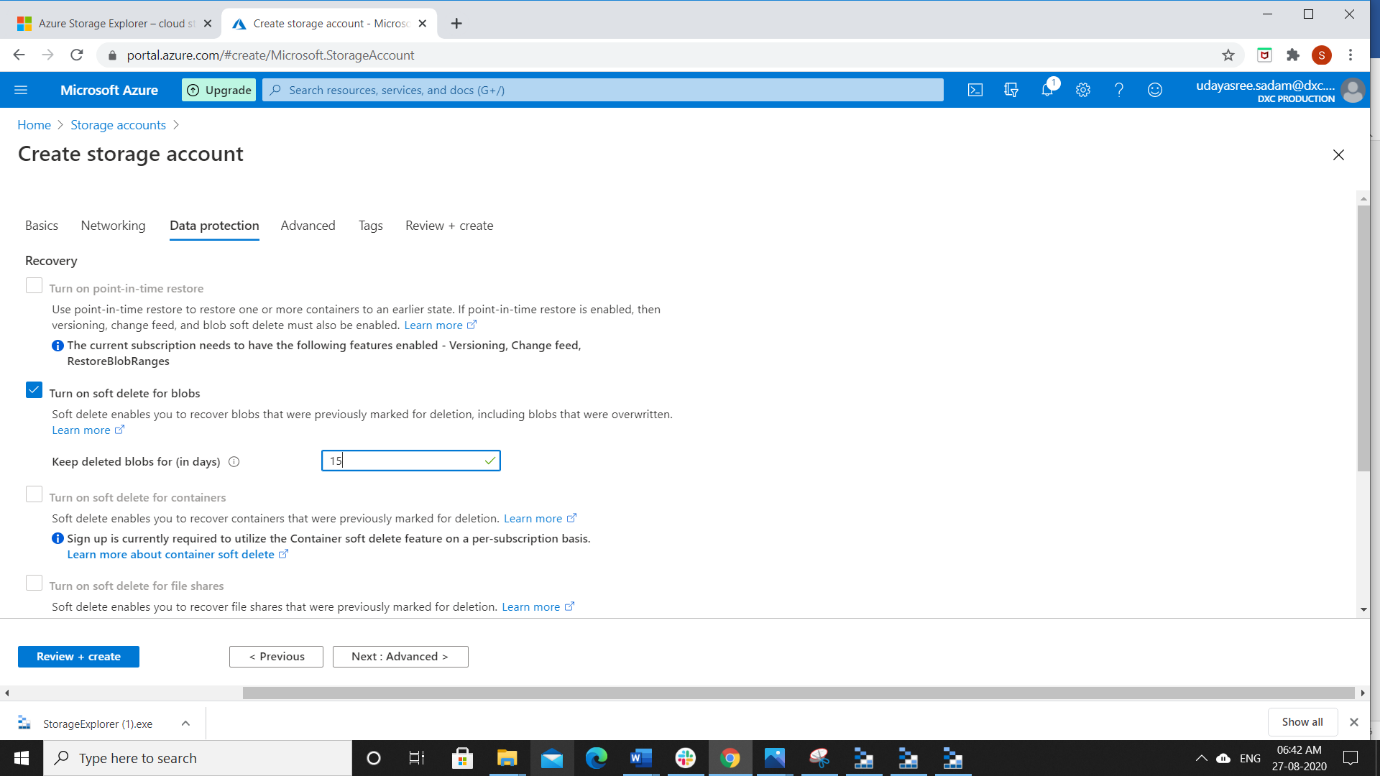 Azure Storage Explorer – cloud st
Create storage account - Microso
portal.azure.com/#create/Microsoft.StorageAccount
S
Microsoft Azure
Upgrade
Search resources, services, and docs (G+/)
1
udayasree.sadam@dxc....
DXC PRODUCTION
Home > Storage accounts >
Create storage account
Basics Networking Data protection Advanced Tags Review + create
Recovery
Turn on point-in-time restore
Use point-in-time restore to restore one or more containers to an earlier state. If point-in-time restore is enabled, then
versioning, change feed, and blob soft delete must also be enabled. Learn more
The current subscription needs to have the following features enabled - Versioning, Change feed,
RestoreBlobRanges
Turn on soft delete for blobs
Soft delete enables you to recover blobs that were previously marked for deletion, including blobs that were overwritten.
Learn more
Keep deleted blobs for (in days) 15
Turn on soft delete for containers
Soft delete enables you to recover containers that were previously marked for deletion. Learn more
Sign up is currently required to utilize the Container soft delete feature on a per-subscription basis.
Learn more about container soft delete
Turn on soft delete for file shares
Soft delete enables you to recover file shares that were previously marked for deletion. Learn more
Review + create < Previous Next : Advanced >
StorageExplorer (1).exe Show all
Type here to search
ENG
06:42 AM
27-08-2020